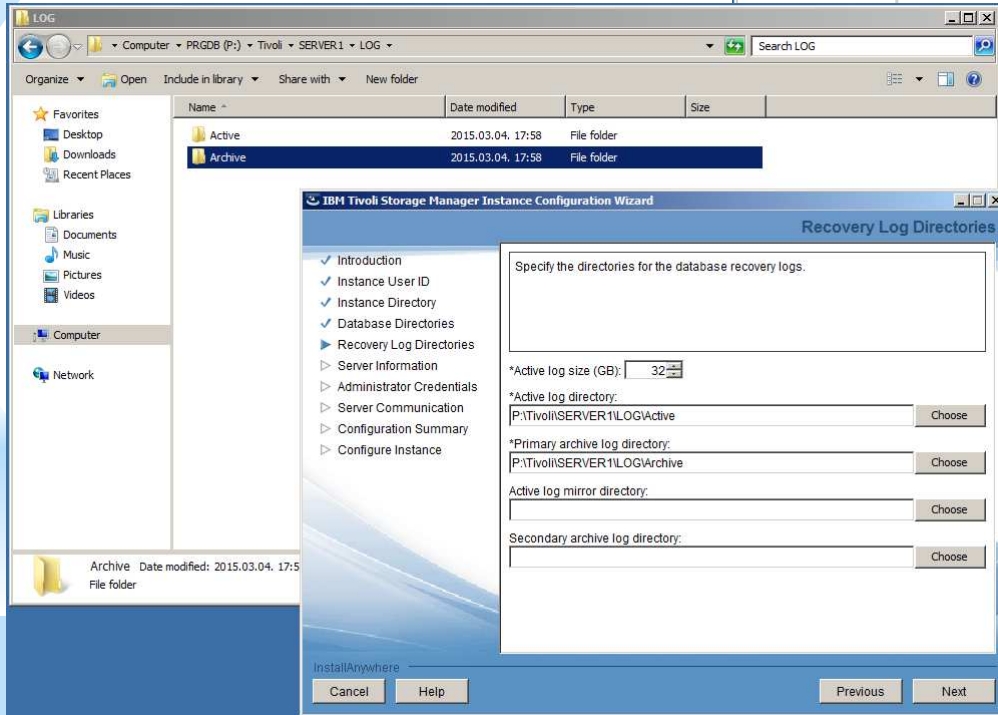 LOG
Computer ▸ PRGDB (P:) ▸ Tivoli ▸ SERVER1 ▸ LOG ▸
Search LOG
Organize Open Include in library Share with New folder
Favorites
Desktop
Downloads
Recent Places
Libraries
Documents
Music
Pictures
Videos
Computer
Network
Name Date modified Type Size
Active 2015.03.04. 17:58 File folder
Archive 2015.03.04. 17:58 File folder
Archive Date modified: 2015.03.04. 17:5
File folder
IBM Tivoli Storage Manager Instance Configuration Wizard
Recovery Log Directories
Introduction
Instance User ID
Instance Directory
Database Directories
Recovery Log Directories
Server Information
Administrator Credentials
Server Communication
Configuration Summary
Configure Instance
Specify the directories for the database recovery logs.
*Active log size (GB): 32
*Active log directory:
P:\Tivoli\SERVER1\LOG\Active Choose
*Primary archive log directory:
P:\Tivoli\SERVER1\LOG\Archive Choose
Active log mirror directory:
Choose
Secondary archive log directory:
Choose
InstallAnywhere
Cancel Help Previous Next